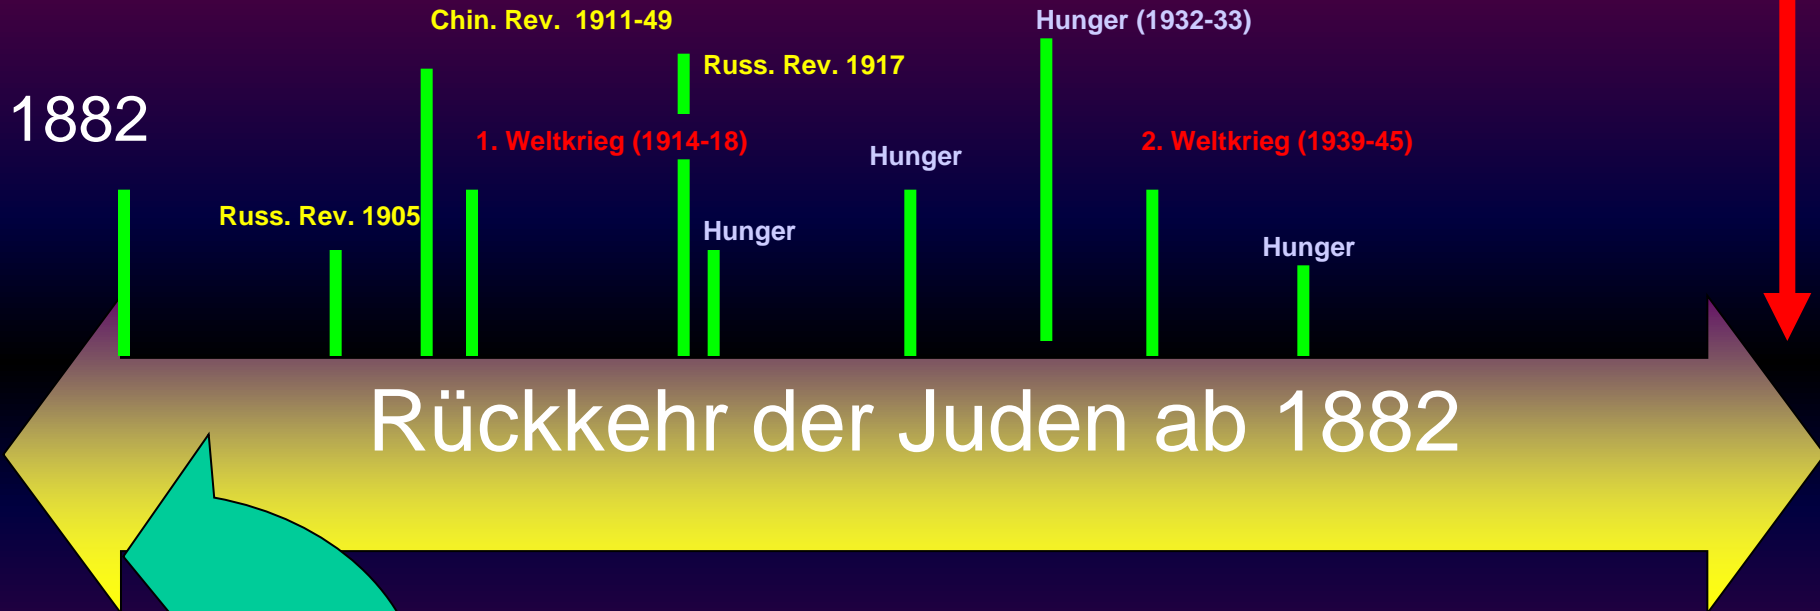 Chin. Rev.  1911-49
Hunger (1932-33)
Russ. Rev. 1917
1882
1. Weltkrieg (1914-18)
Hunger
2. Weltkrieg (1939-45)
Russ. Rev. 1905
Hunger
Hunger
Rückkehr der Juden ab 1882